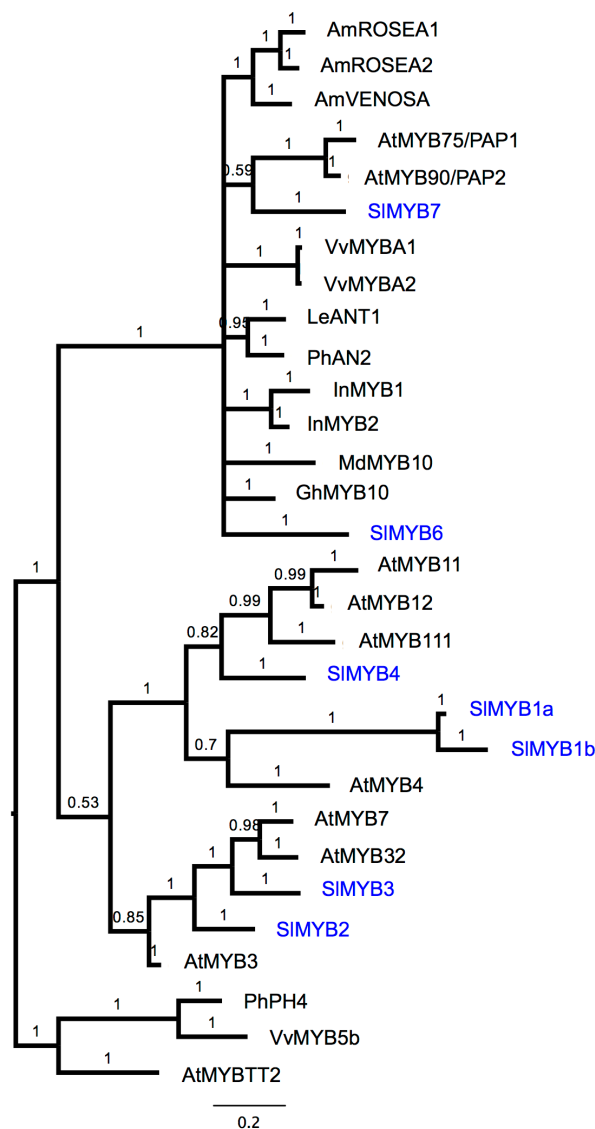 1
AmROSEA1
1
1
1
AmROSEA2
1
AmVENOSA
1
AtMYB75/PAP1
1
1
0.59
AtMYB90/PAP2
1
SlMYB7
1
VvMYBA1
1
VvMYBA2
1
LeANT1
0.95
1
1
PhAN2
1
InMYB1
1
1
InMYB2
1
MdMYB10
1
GhMYB10
1
SlMYB6
1
AtMYB11
1
0.99
1
0.99
AtMYB12
1
0.82
AtMYB111
1
SlMYB4
1
1
SlMYB1a
1
1
0.7
SlMYB1b
1
AtMYB4
0.53
1
AtMYB7
0.98
1
1
AtMYB32
1
1
SlMYB3
1
0.85
SlMYB2
1
AtMYB3
1
PhPH4
1
1
1
VvMYB5b
1
AtMYBTT2
0.2